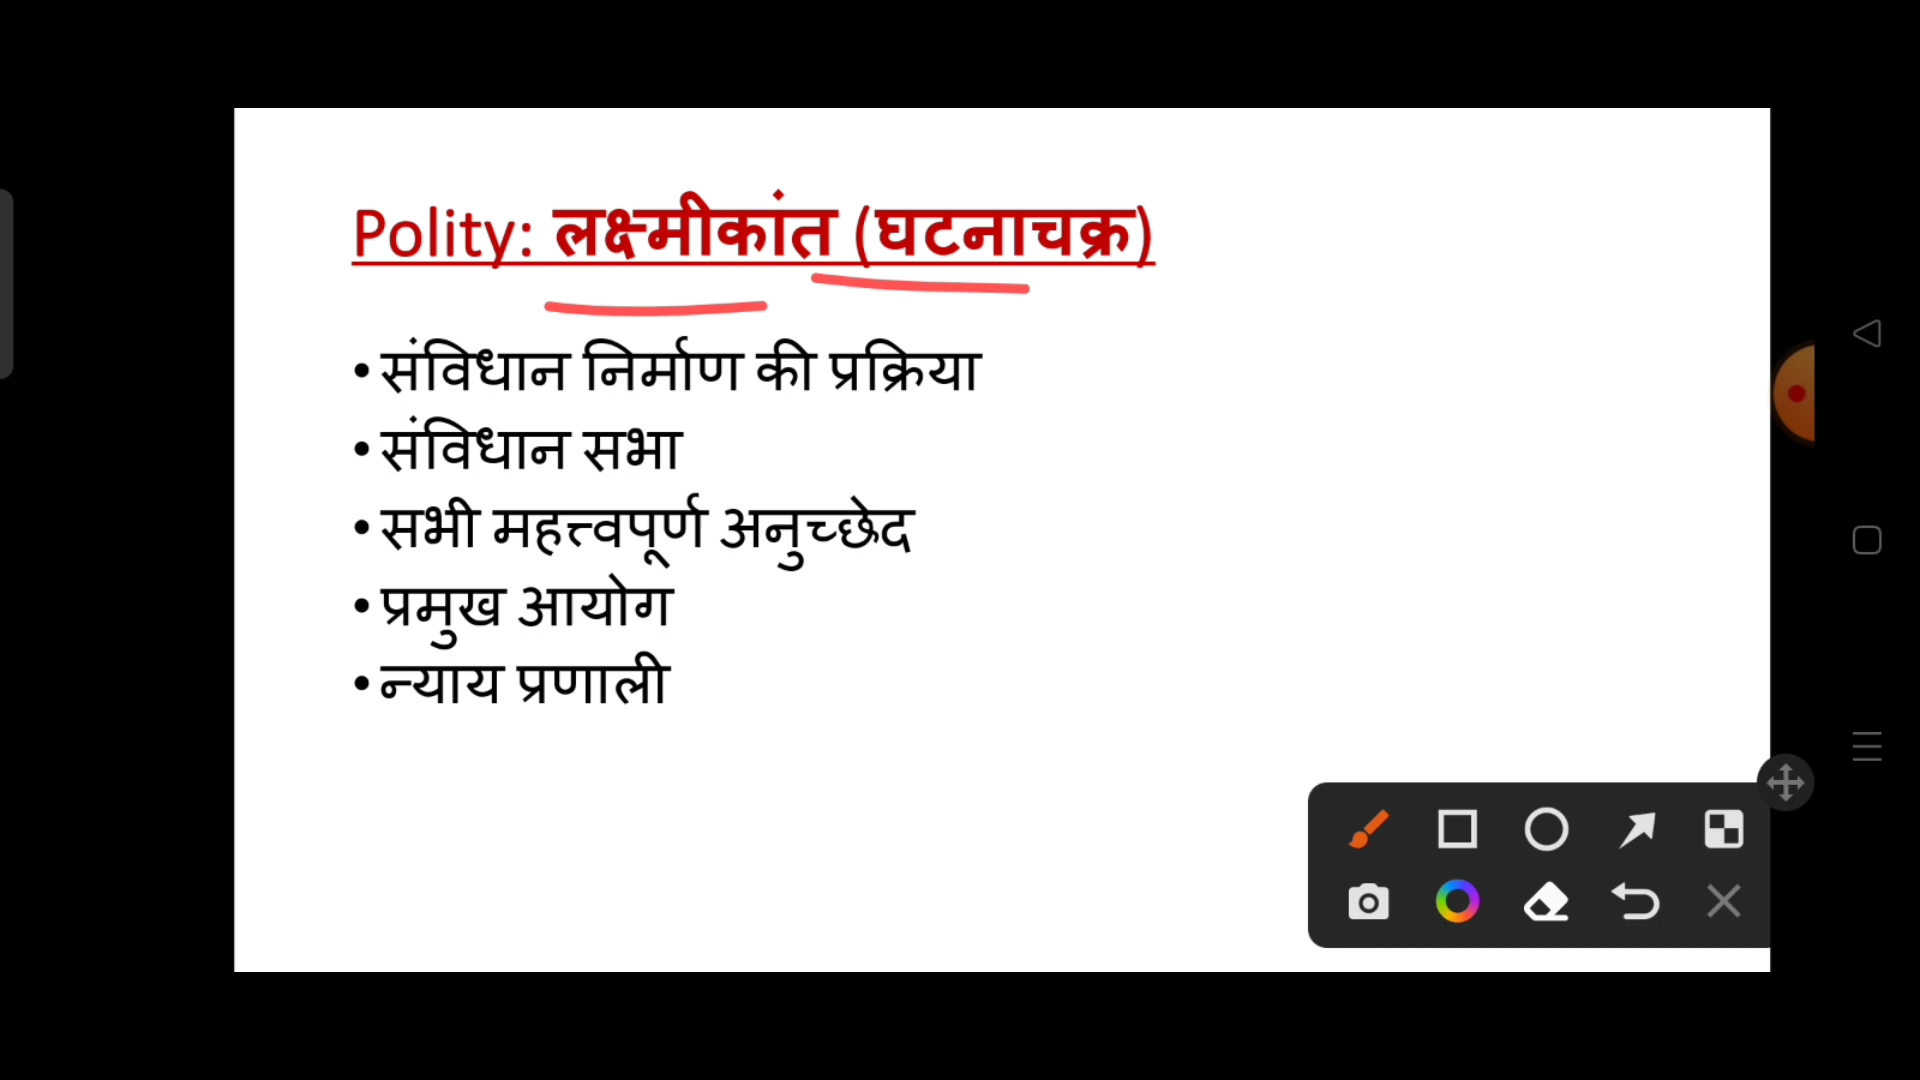 Polity: लक्ष्मीकांत (घटनाचक्र)
•संविधान निर्माण की प्रक्रिया
•संविधान सभा
•सभी महत्त्वपूर्ण अनुच्छेद
•प्रमुख आयोग
•न्याय प्रणाली